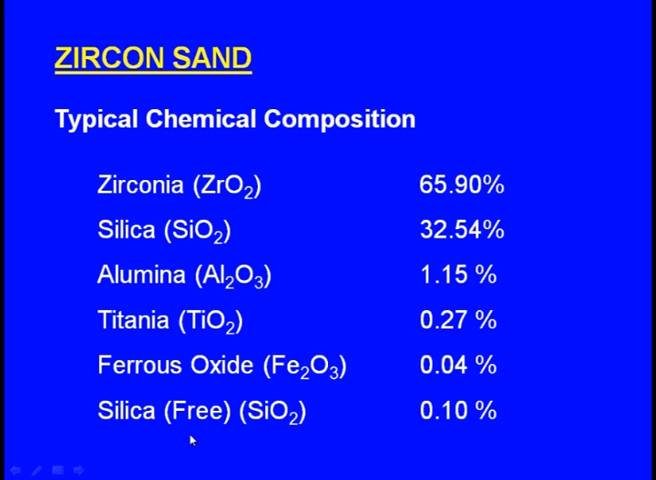 ZIRCON SAND
Typical Chemical Composition
Zirconia (ZrO₂) 65.90%
Silica (SiO₂) 32.54%
Alumina (Al₂O₃) 1.15 %
Titania (TiO₂) 0.27 %
Ferrous Oxide (Fe₂O₃) 0.04 %
Silica (Free) (SiO₂) 0.10 %